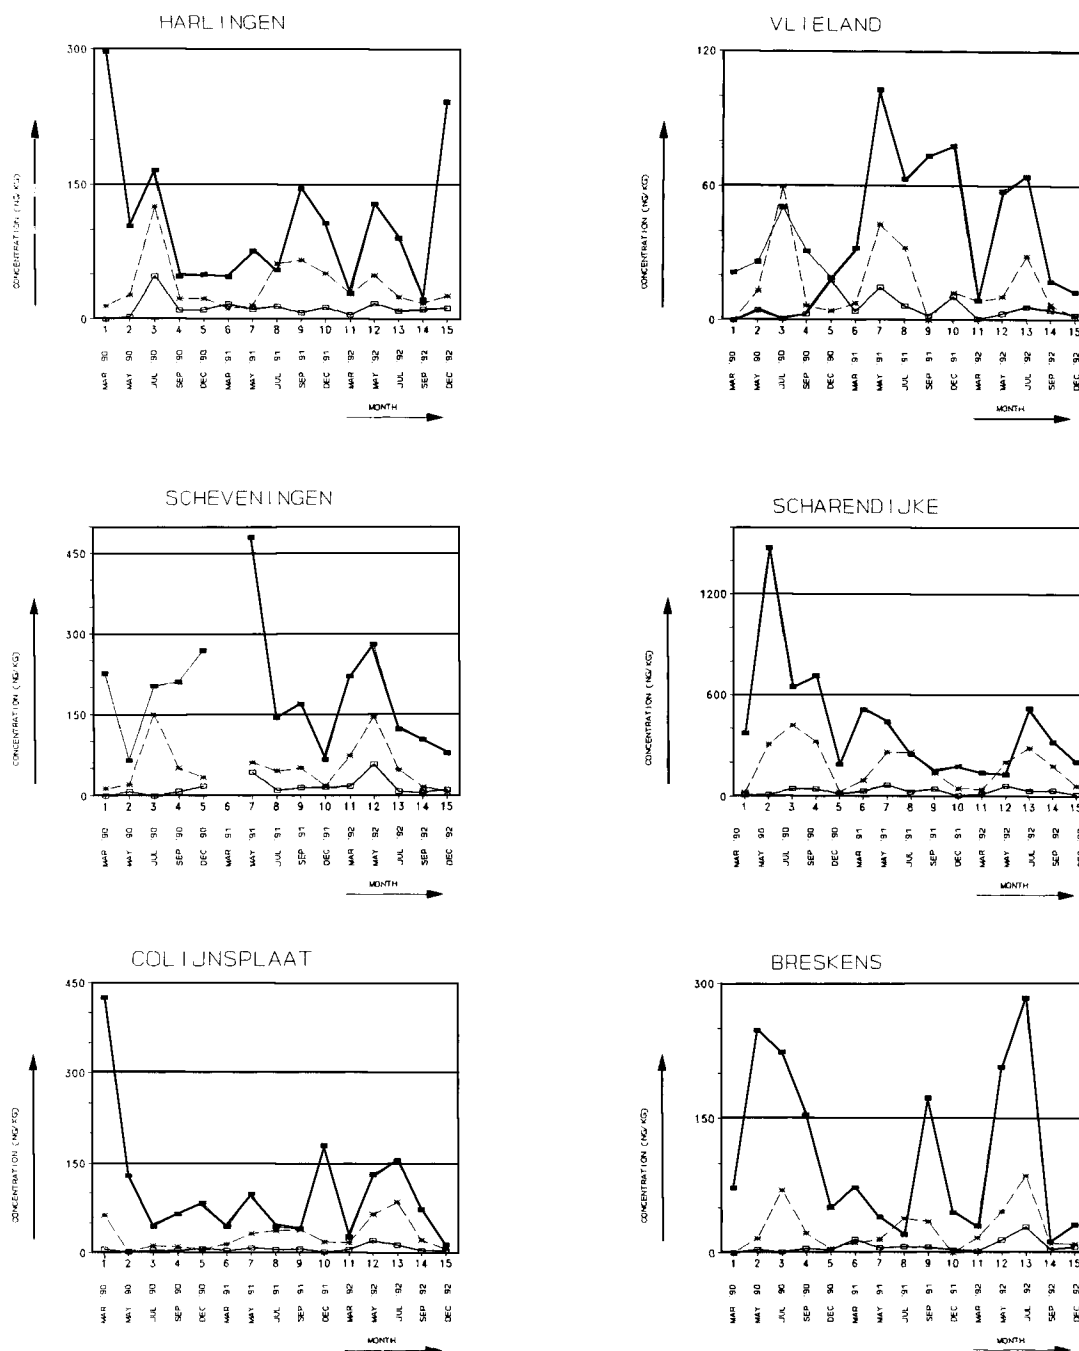 HARLINGEN
300
150
0
CONCENTRATION (NG/KG)
1 2 3 4 5 6 7 8 9 10 11 12 13 14 15
MAR '90 MAY '90 JUL '90 SEP '90 DEC '90 MAR '91 MAY '91 JUL '91 SEP '91 DEC '91 MAR '92 MAY '92 JUL '92 SEP '92 DEC '92
MONTH
VLIELAND
120
60
0
CONCENTRATION (NG/KG)
1 2 3 4 5 6 7 8 9 10 11 12 13 14 15
MAR '90 MAY '90 JUL '90 SEP '90 DEC '90 MAR '91 MAY '91 JUL '91 SEP '91 DEC '91 MAR '92 MAY '92 JUL '92 SEP '92 DEC '92
MONTH
SCHEVENINGEN
450
300
150
0
CONCENTRATION (NG/KG)
1 2 3 4 5 6 7 8 9 10 11 12 13 14 15
MAR '90 MAY '90 JUL '90 SEP '90 DEC '90 MAR '91 MAY '91 JUL '91 SEP '91 DEC '91 MAR '92 MAY '92 JUL '92 SEP '92 DEC '92
MONTH
SCHARENDIJKE
1200
600
0
CONCENTRATION (NG/KG)
1 2 3 4 5 6 7 8 9 10 11 12 13 14 15
MAR '90 MAY '90 JUL '90 SEP '90 DEC '90 MAR '91 MAY '91 JUL '91 SEP '91 DEC '91 MAR '92 MAY '92 JUL '92 SEP '92 DEC '92
MONTH
COLIJNSPLAAT
450
300
150
0
CONCENTRATION (NG/KG)
1 2 3 4 5 6 7 8 9 10 11 12 13 14 15
MAR '90 MAY '90 JUL '90 SEP '90 DEC '90 MAR '91 MAY '91 JUL '91 SEP '91 DEC '91 MAR '92 MAY '92 JUL '92 SEP '92 DEC '92
MONTH
BRESKENS
300
150
0
CONCENTRATION (NG/KG)
1 2 3 4 5 6 7 8 9 10 11 12 13 14 15
MAR '90 MAY '90 JUL '90 SEP '90 DEC '90 MAR '91 MAY '91 JUL '91 SEP '91 DEC '91 MAR '92 MAY '92 JUL '92 SEP '92 DEC '92
MONTH